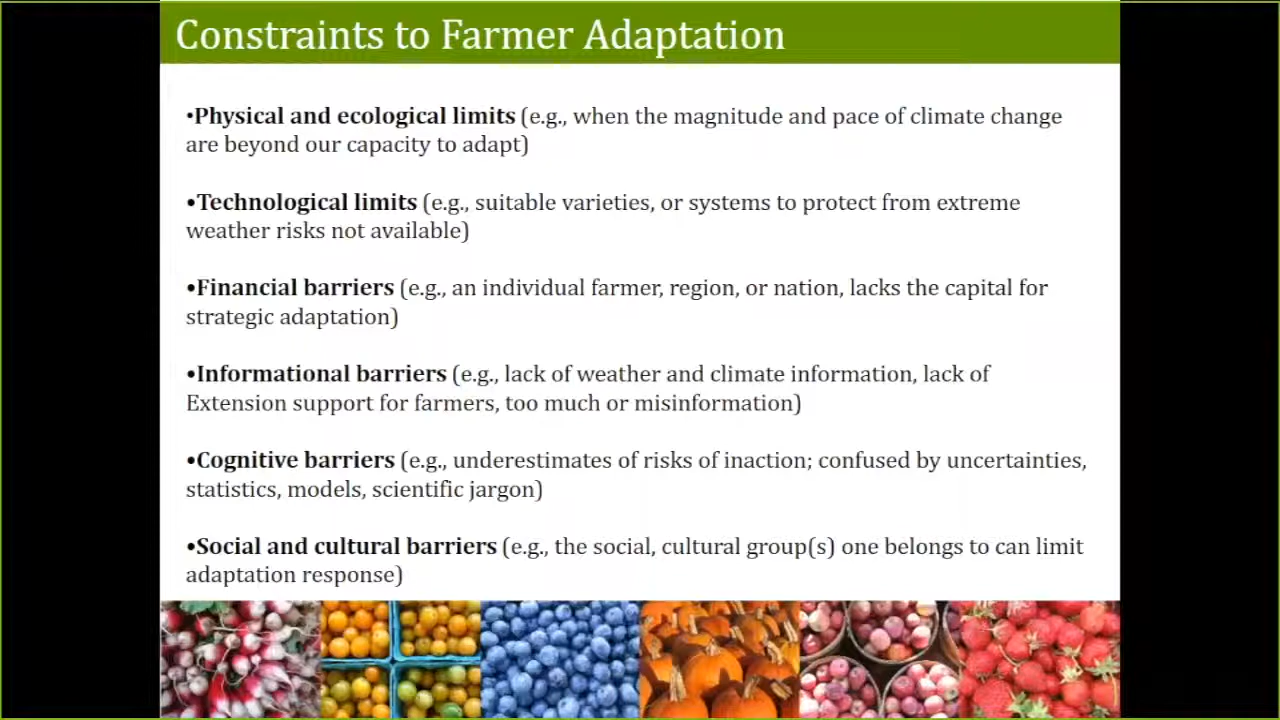 Constraints to Farmer Adaptation
•Physical and ecological limits (e.g., when the magnitude and pace of climate change
are beyond our capacity to adapt)
•Technological limits (e.g., suitable varieties, or systems to protect from extreme
weather risks not available)
•Financial barriers (e.g., an individual farmer, region, or nation, lacks the capital for
strategic adaptation)
•Informational barriers (e.g., lack of weather and climate information, lack of
Extension support for farmers, too much or misinformation)
•Cognitive barriers (e.g., underestimates of risks of inaction; confused by uncertainties,
statistics, models, scientific jargon)
•Social and cultural barriers (e.g., the social, cultural group(s) one belongs to can limit
adaptation response)